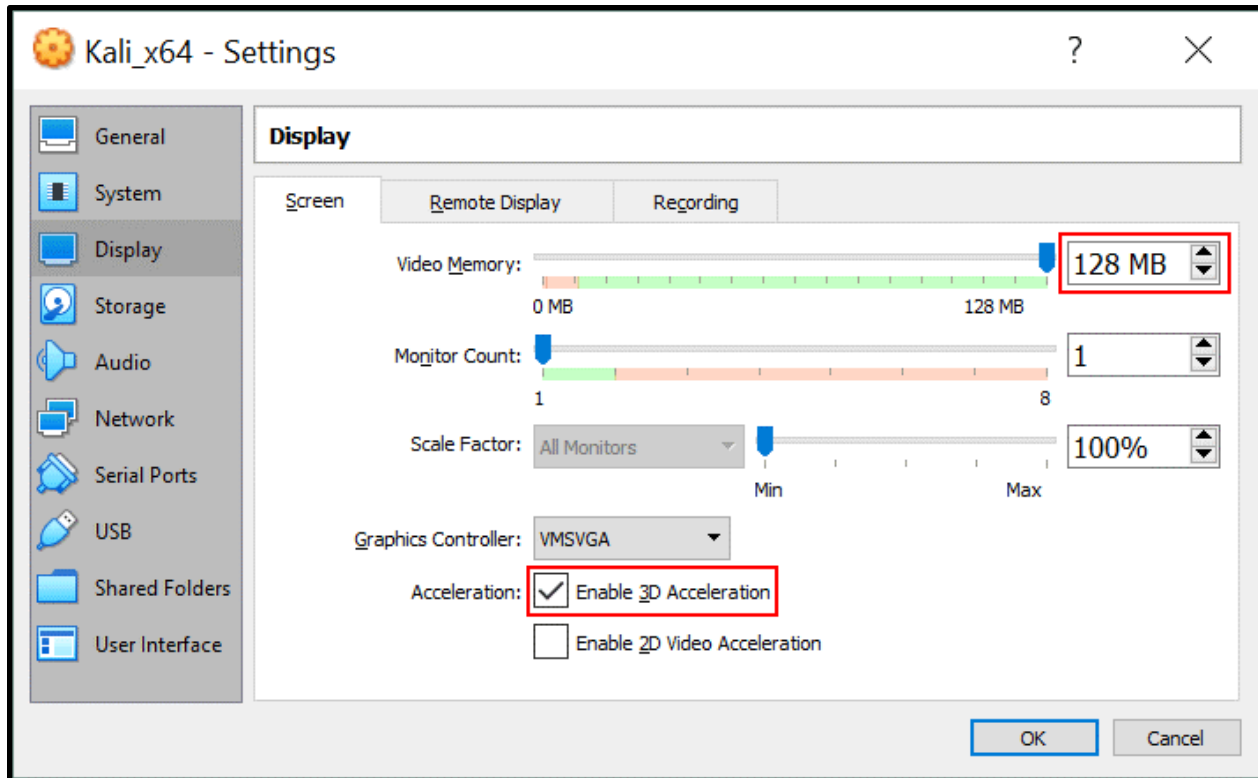 Kali_x64 - Settings ?
General
System
Display
Storage
Audio
Network
Serial Ports
USB
Shared Folders
User Interface
Display
Screen Remote Display Recording
Video Memory: 128 MB
0 MB 128 MB
Monitor Count: 1
1 8
Scale Factor: All Monitors 100%
Min Max
Graphics Controller: VMSVGA
Acceleration: Enable 3D Acceleration
Enable 2D Video Acceleration
OK Cancel